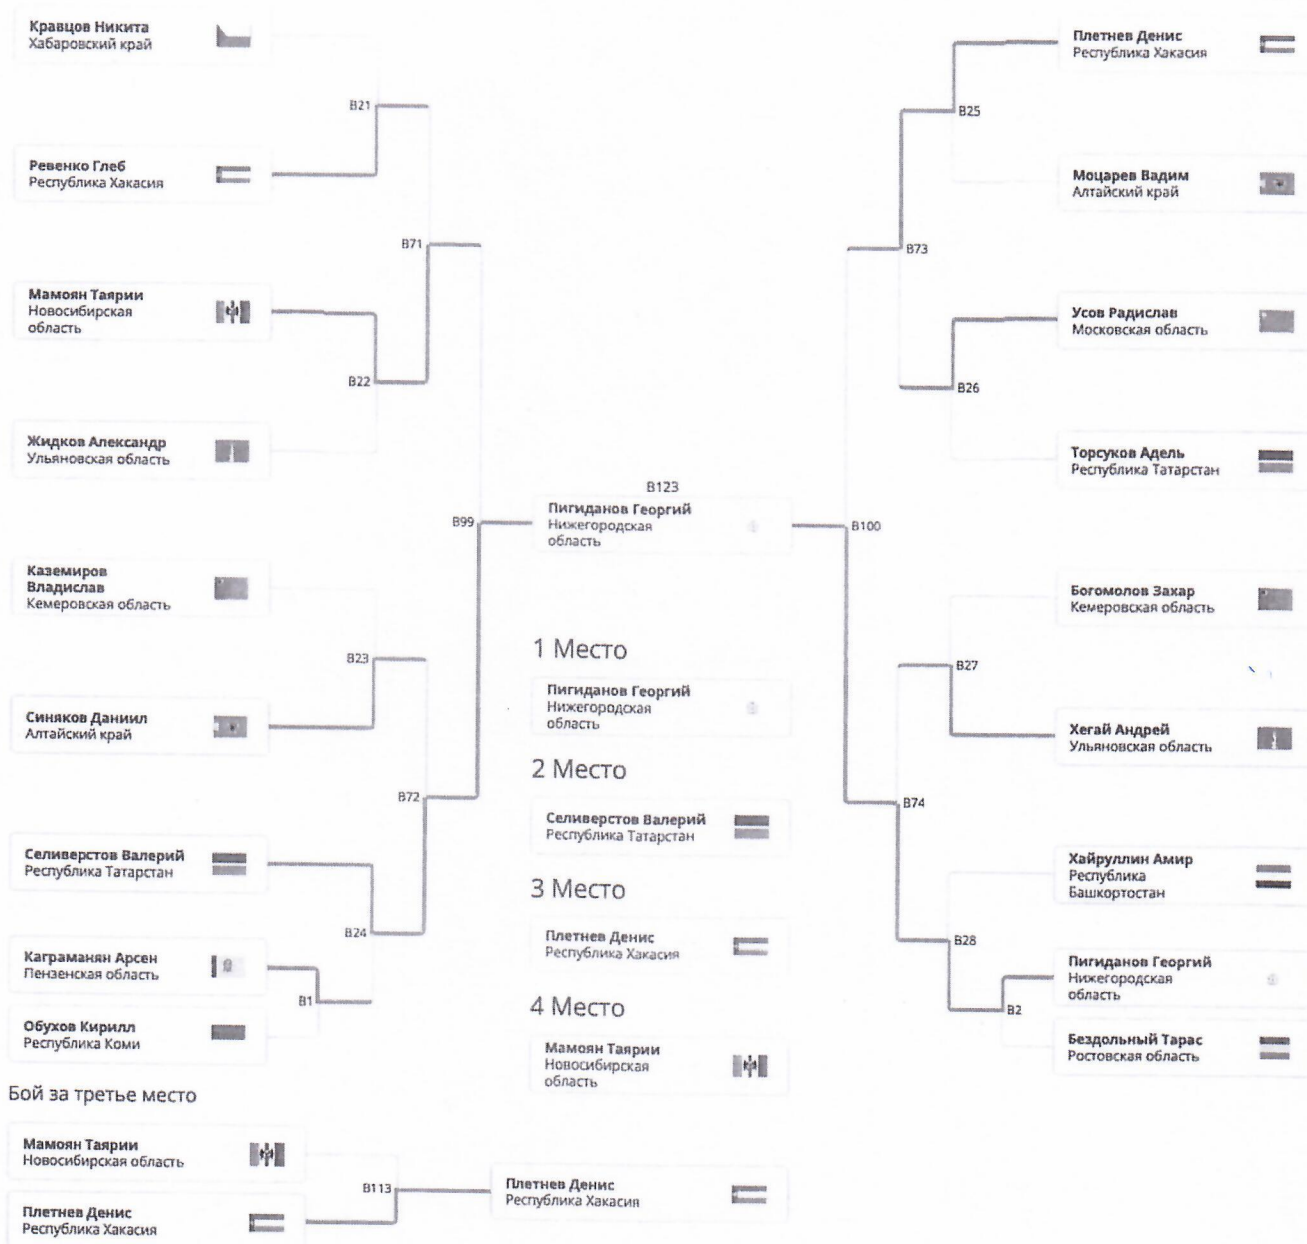 Кравцов Никита
Хабаровский край
B21
Ревенко Глеб
Республика Хакасия
B71
Мамоян Таярии
Новосибирская
область
B22
Жидков Александр
Ульяновская область
B99
Каземиров
Владислав
Кемеровская область
B23
Синяков Даниил
Алтайский край
B72
Селиверстов Валерий
Республика Татарстан
B24
Каграманян Арсен
Пензенская область
B1
Обухов Кирилл
Республика Коми
B123
Пигиданов Георгий
Нижегородская
область
1 Место
Пигиданов Георгий
Нижегородская
область
2 Место
Селиверстов Валерий
Республика Татарстан
3 Место
Плетнев Денис
Республика Хакасия
4 Место
Мамоян Таярии
Новосибирская
область
Плетнев Денис
Республика Хакасия
B25
Моцарев Вадим
Алтайский край
B73
Усов Радислав
Московская область
B26
Торсуков Адель
Республика Татарстан
B100
Богомолов Захар
Кемеровская область
B27
Хегай Андрей
Ульяновская область
B74
Хайруллин Амир
Республика
Башкортостан
B28
Пигиданов Георгий
Нижегородская
область
B2
Бездольный Тарас
Ростовская область
Бой за третье место
Мамоян Таярии
Новосибирская область
B113
Плетнев Денис
Республика Хакасия
Плетнев Денис
Республика Хакасия